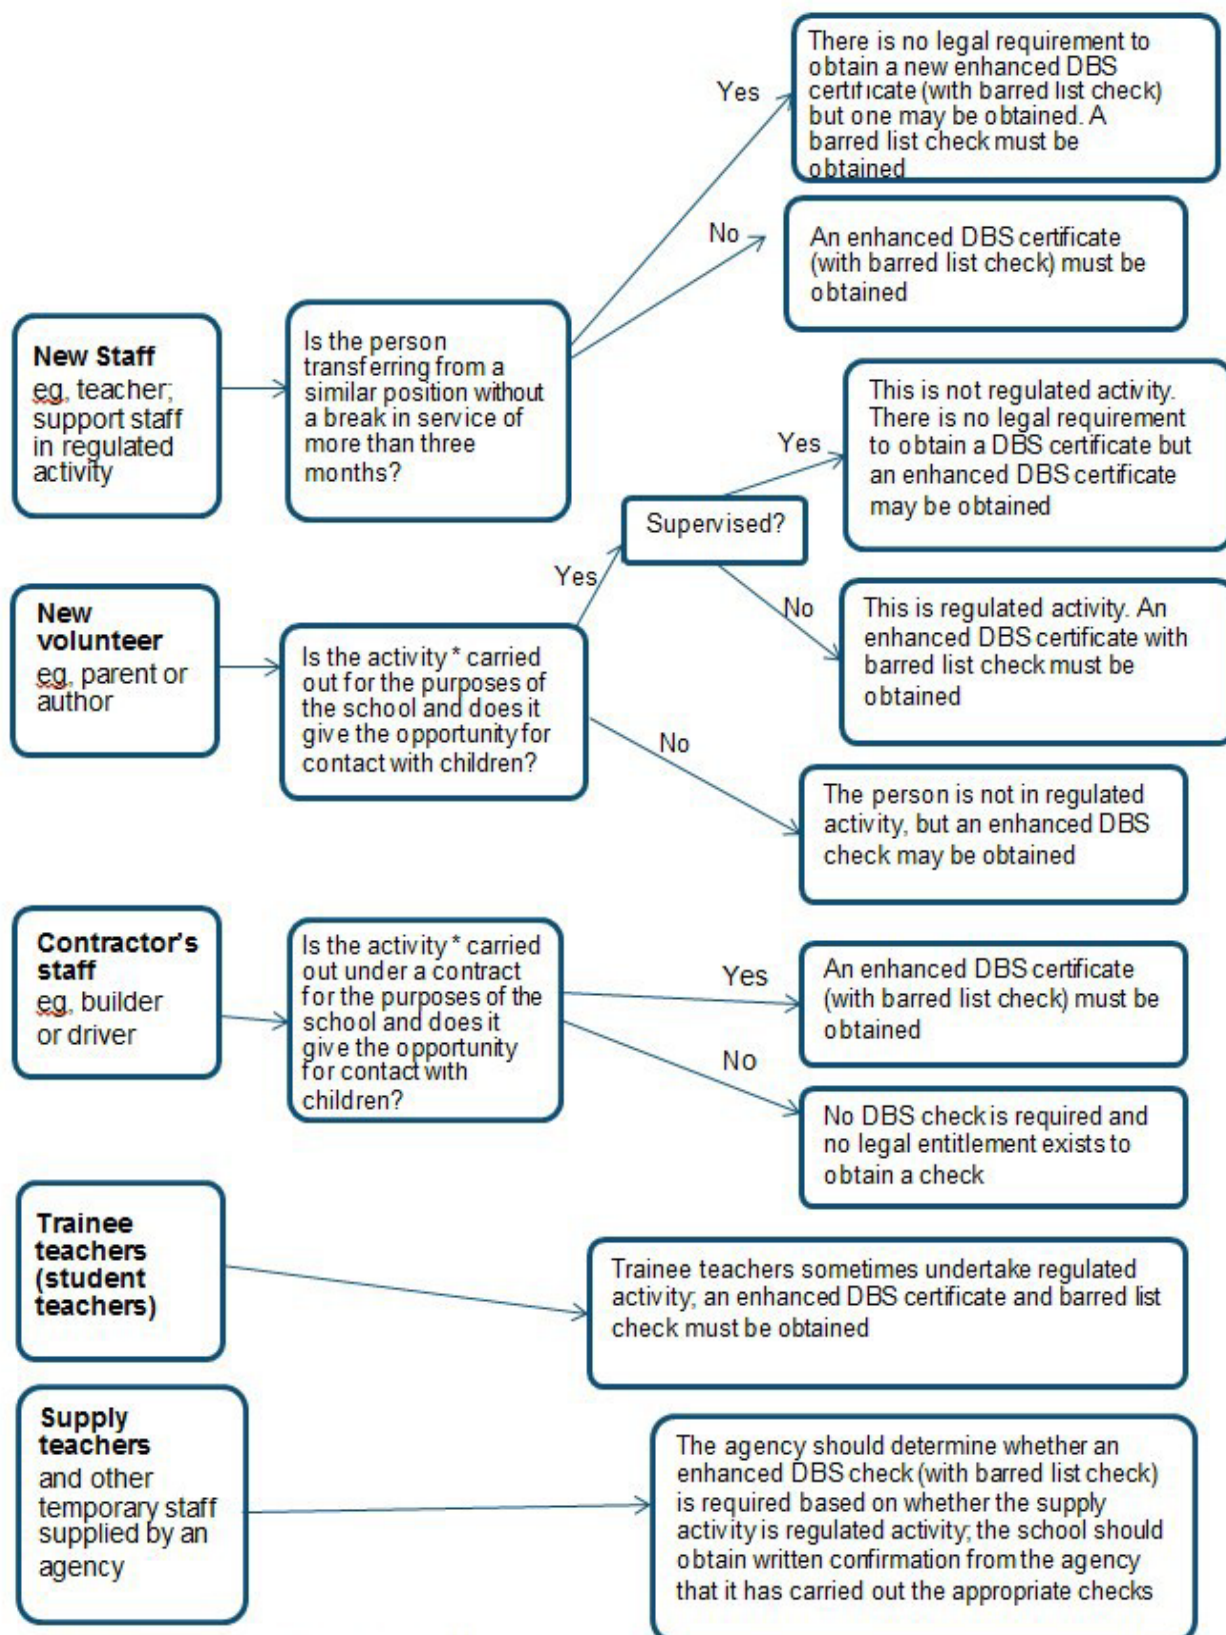 There is no legal requirement to
obtain a new enhanced DBS
certificate (with barred list check)
but one may be obtained. A
barred list check must be
obtained
Yes
No
An enhanced DBS certificate
(with barred list check) must be
obtained
New Staff
eg, teacher;
support staff
in regulated
activity
Is the person
transferring from a
similar position without
a break in service of
more than three
months?
This is not regulated activity.
There is no legal requirement
to obtain a DBS certificate but
an enhanced DBS certificate
may be obtained
Yes
Supervised?
Yes
No
This is regulated activity. An
enhanced DBS certificate with
barred list check must be
obtained
New
volunteer
eg, parent or
author
Is the activity * carried
out for the purposes of
the school and does it
give the opportunity for
contact with children?
No
The person is not in regulated
activity, but an enhanced DBS
check may be obtained
Contractor's
staff
eg, builder
or driver
Is the activity * carried
out under a contract
for the purposes of the
school and does it
give the opportunity
for contact with
children?
Yes
An enhanced DBS certificate
(with barred list check) must be
obtained
No
No DBS check is required and
no legal entitlement exists to
obtain a check
Trainee
teachers
(student
teachers)
Trainee teachers sometimes undertake regulated
activity; an enhanced DBS certificate and barred list
check must be obtained
Supply
teachers
and other
temporary staff
supplied by an
agency
The agency should determine whether an
enhanced DBS check (with barred list check)
is required based on whether the supply
activity is regulated activity; the school should
obtain written confirmation from the agency
that it has carried out the appropriate checks